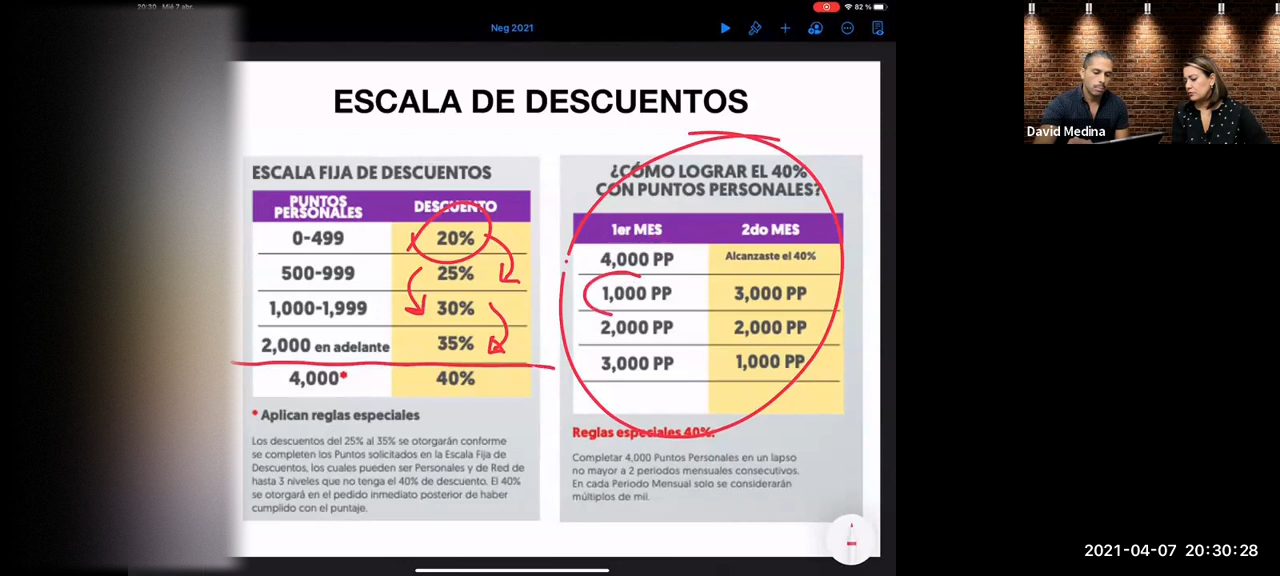 20:30 Mié 7 abr.
82 %
Neg 2021
ESCALA DE DESCUENTOS
ESCALA FIJA DE DESCUENTOS
PUNTOS PERSONALES DESCUENTO
0-499 20%
500-999 25%
1,000-1,999 30%
2,000 en adelante 35%
4,000* 40%
* Aplican reglas especiales
Los descuentos del 25% al 35% se otorgarán conforme
se completen los Puntos solicitados en la Escala Fija de
Descuentos, los cuales pueden ser Personales y de Red de
hasta 3 niveles que no tenga el 40% de descuento. El 40%
se otorgará en el pedido inmediato posterior de haber
cumplido con el puntaje.
¿CÓMO LOGRAR EL 40%
CON PUNTOS PERSONALES?
1er MES 2do MES
4,000 PP Alcanzaste el 40%
1,000 PP 3,000 PP
2,000 PP 2,000 PP
3,000 PP 1,000 PP
Reglas especiales 40%:
Completar 4,000 Puntos Personales en un lapso
no mayor a 2 periodos mensuales consecutivos.
En cada Periodo Mensual solo se considerarán
múltiplos de mil.
David Medina
2021-04-07 20:30:28